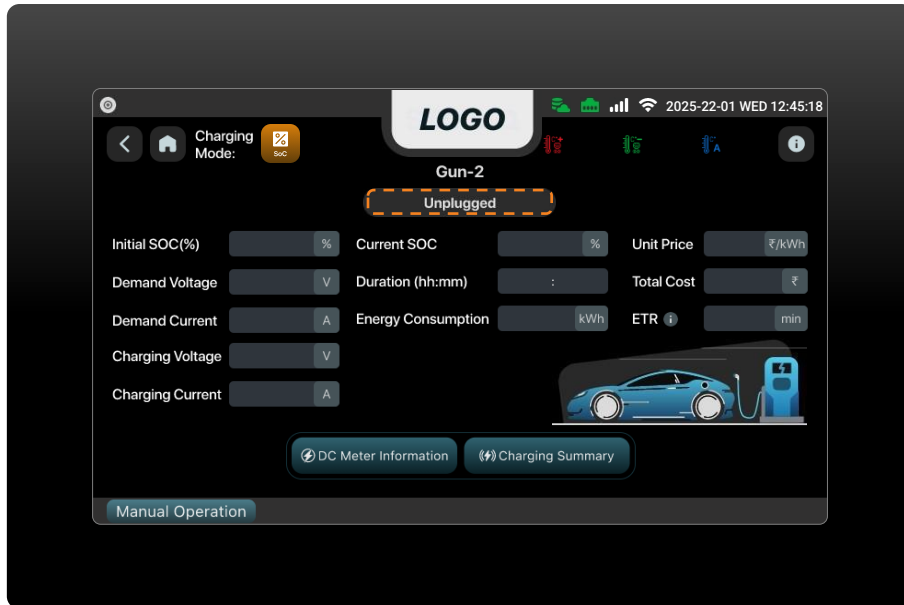 LOGO
2025-22-01 WED 12:45:18
Charging
Mode:
%
SoC
A
Gun-2
Unplugged
Initial SOC(%) %
Current SOC %
Unit Price ₹/kWh
Demand Voltage V
Duration (hh:mm) :
Total Cost ₹
Demand Current A
Energy Consumption kWh
ETR min
Charging Voltage V
Charging Current A
DC Meter Information
Charging Summary
Manual Operation